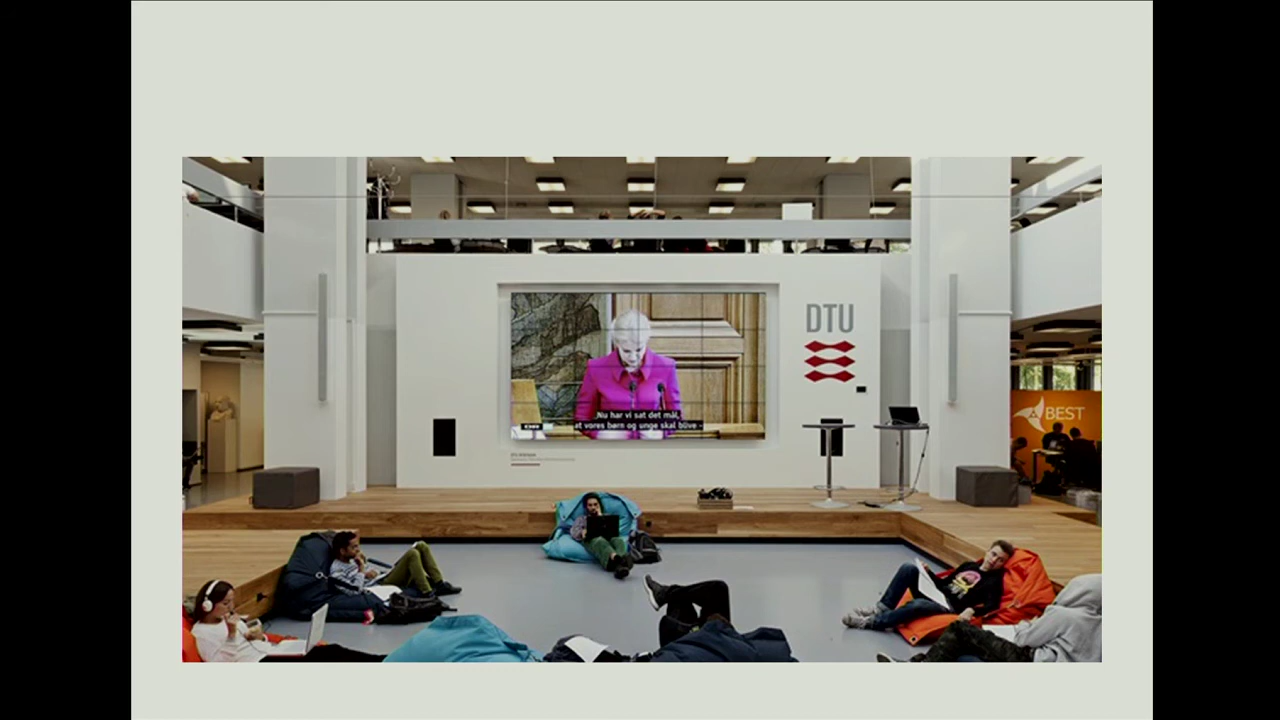 DTU
Nu har vi sat det mål,
at vores børn og unge skal blive -
BEST